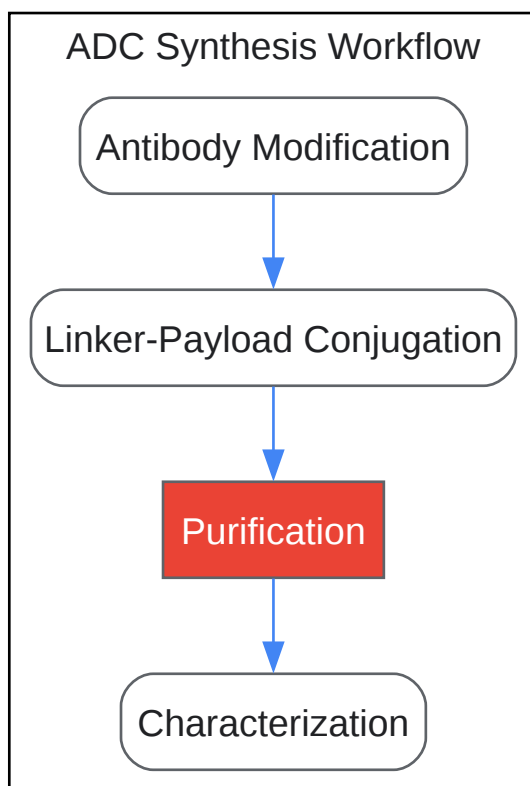 ADC Synthesis Workflow
Antibody Modification
Linker-Payload Conjugation
Purification
Characterization